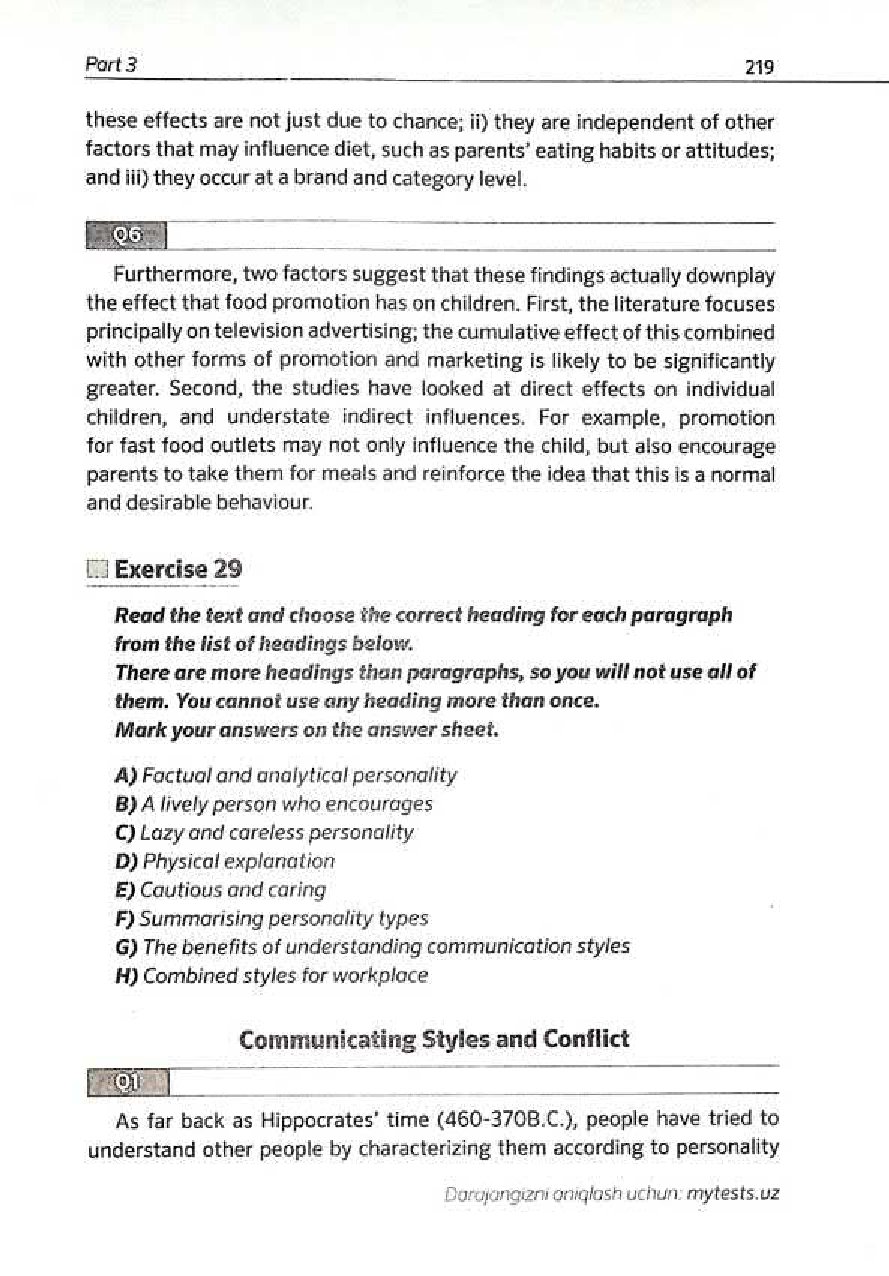 Part 3 219
these effects are not just due to chance; ii) they are independent of other
factors that may influence diet, such as parents' eating habits or attitudes;
and iii) they occur at a brand and category level.
Q6
Furthermore, two factors suggest that these findings actually downplay
the effect that food promotion has on children. First, the literature focuses
principally on television advertising; the cumulative effect of this combined
with other forms of promotion and marketing is likely to be significantly
greater. Second, the studies have looked at direct effects on individual
children, and understate indirect influences. For example, promotion
for fast food outlets may not only influence the child, but also encourage
parents to take them for meals and reinforce the idea that this is a normal
and desirable behaviour.
Exercise 29
Read the text and choose the correct heading for each paragraph
from the list of headings below.
There are more headings than paragraphs, so you will not use all of
them. You cannot use any heading more than once.
Mark your answers on the answer sheet.
A) Factual and analytical personality
B) A lively person who encourages
C) Lazy and careless personality
D) Physical explanation
E) Cautious and caring
F) Summarising personality types
G) The benefits of understanding communication styles
H) Combined styles for workplace
Communicating Styles and Conflict
Q1
As far back as Hippocrates' time (460-370B.C.), people have tried to
understand other people by characterizing them according to personality
Darajangizni aniqlash uchun: mytests.uz